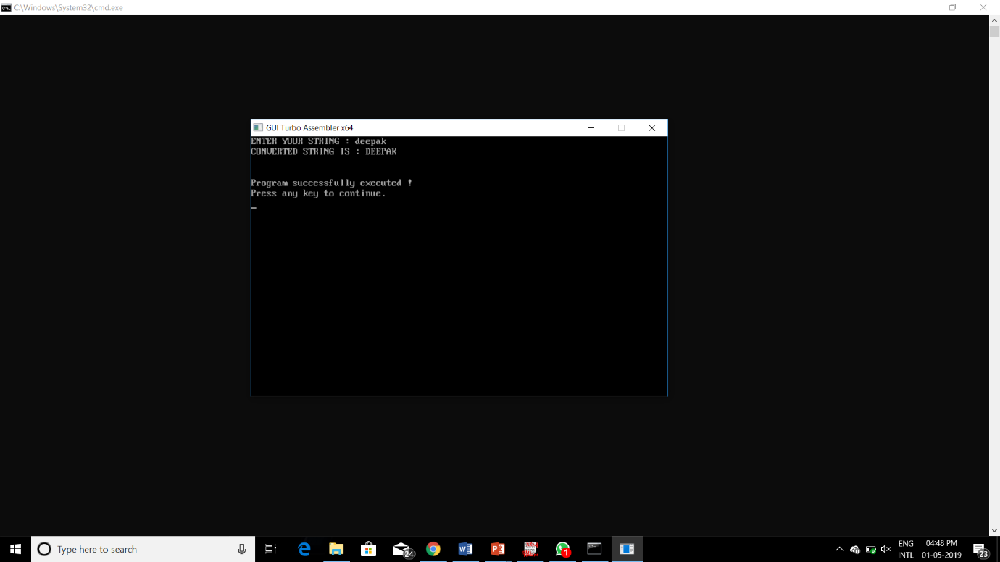 C:\Windows\System32\cmd.exe
GUI Turbo Assembler x64
ENTER YOUR STRING : deepak
CONVERTED STRING IS : DEEPAK
Program successfully executed !
Press any key to continue.
Type here to search
24
1
ENG
INTL
04:48 PM
01-05-2019
23